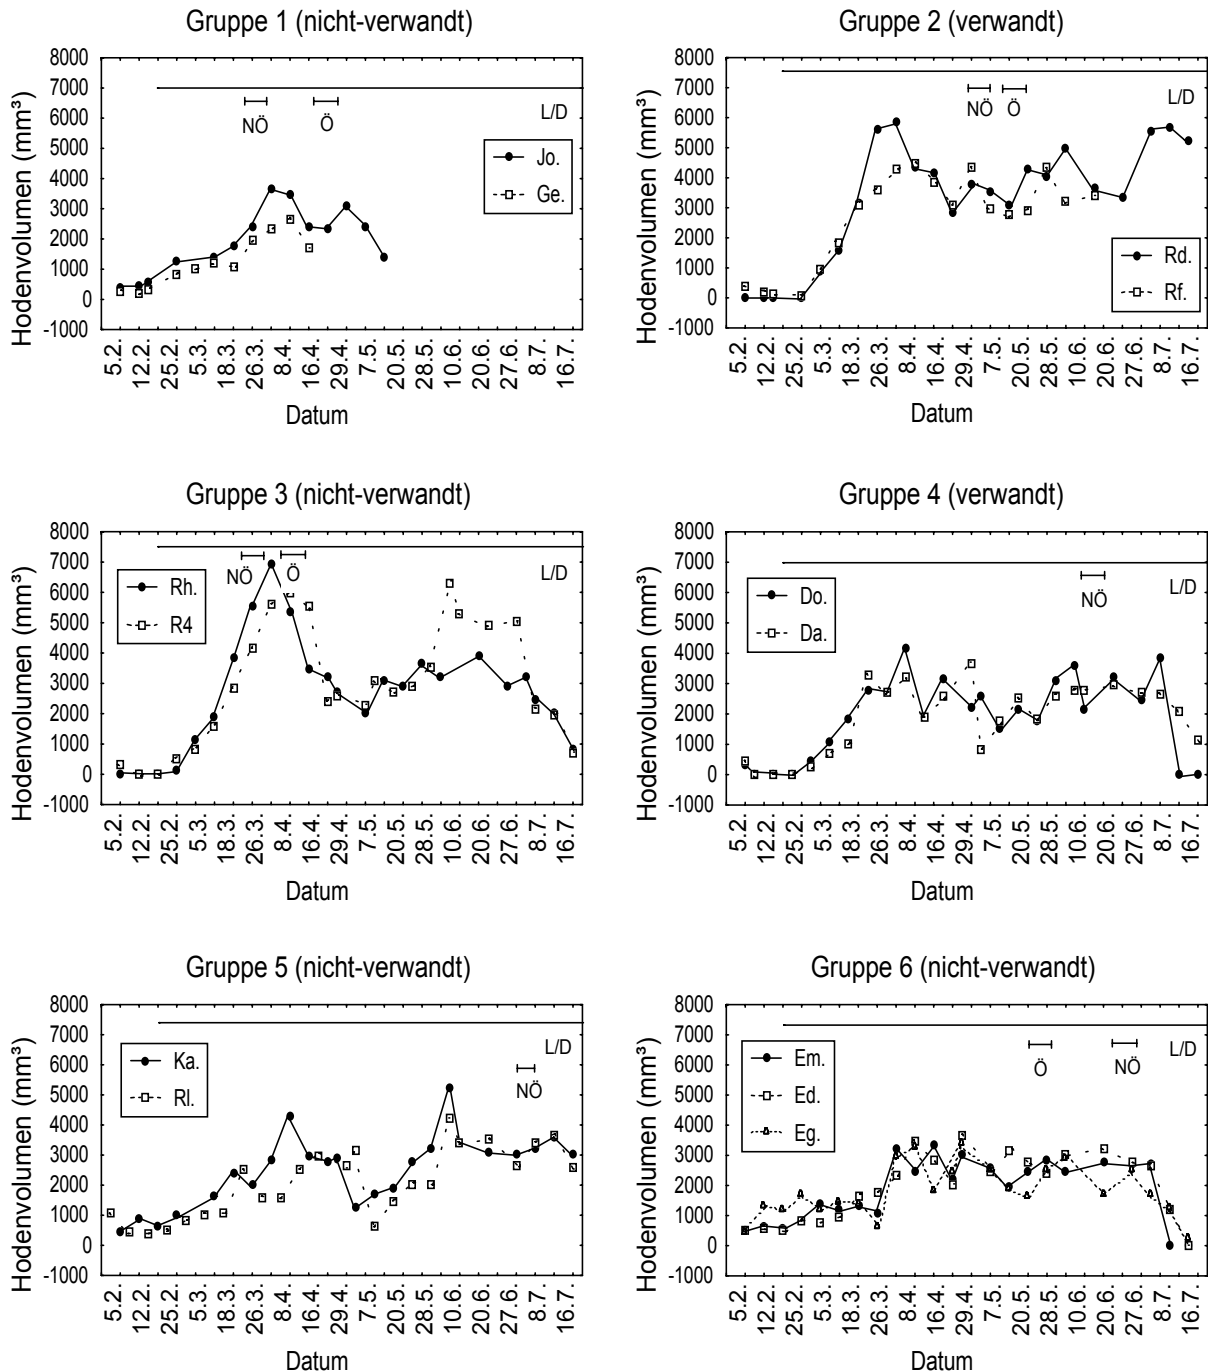 Gruppe 1 (nicht-verwandt)
Hodenvolumen (mm³)
8000
7000
6000
5000
4000
3000
2000
1000
0
-1000
NÖ
Ö
L/D
Jo.
Ge.
5.2. 12.2. 25.2. 5.3. 18.3. 26.3. 8.4. 16.4. 29.4. 7.5. 20.5. 28.5. 10.6. 20.6. 27.6. 8.7. 16.7.
Datum
Gruppe 2 (verwandt)
Hodenvolumen (mm³)
8000
7000
6000
5000
4000
3000
2000
1000
0
-1000
NÖ
Ö
L/D
Rd.
Rf.
5.2. 12.2. 25.2. 5.3. 18.3. 26.3. 8.4. 16.4. 29.4. 7.5. 20.5. 28.5. 10.6. 20.6. 27.6. 8.7. 16.7.
Datum
Gruppe 3 (nicht-verwandt)
Hodenvolumen (mm³)
8000
7000
6000
5000
4000
3000
2000
1000
0
-1000
Rh.
R4
NÖ
Ö
L/D
5.2. 12.2. 25.2. 5.3. 18.3. 26.3. 8.4. 16.4. 29.4. 7.5. 20.5. 28.5. 10.6. 20.6. 27.6. 8.7. 16.7.
Datum
Gruppe 4 (verwandt)
Hodenvolumen (mm³)
8000
7000
6000
5000
4000
3000
2000
1000
0
-1000
Do.
Da.
NÖ
L/D
5.2. 12.2. 25.2. 5.3. 18.3. 26.3. 8.4. 16.4. 29.4. 7.5. 20.5. 28.5. 10.6. 20.6. 27.6. 8.7. 16.7.
Datum
Gruppe 5 (nicht-verwandt)
Hodenvolumen (mm³)
8000
7000
6000
5000
4000
3000
2000
1000
0
-1000
Ka.
Rl.
L/D
NÖ
5.2. 12.2. 25.2. 5.3. 18.3. 26.3. 8.4. 16.4. 29.4. 7.5. 20.5. 28.5. 10.6. 20.6. 27.6. 8.7. 16.7.
Datum
Gruppe 6 (nicht-verwandt)
Hodenvolumen (mm³)
8000
7000
6000
5000
4000
3000
2000
1000
0
-1000
Em.
Ed.
Eg.
Ö
NÖ
L/D
5.2. 12.2. 25.2. 5.3. 18.3. 26.3. 8.4. 16.4. 29.4. 7.5. 20.5. 28.5. 10.6. 20.6. 27.6. 8.7. 16.7.
Datum